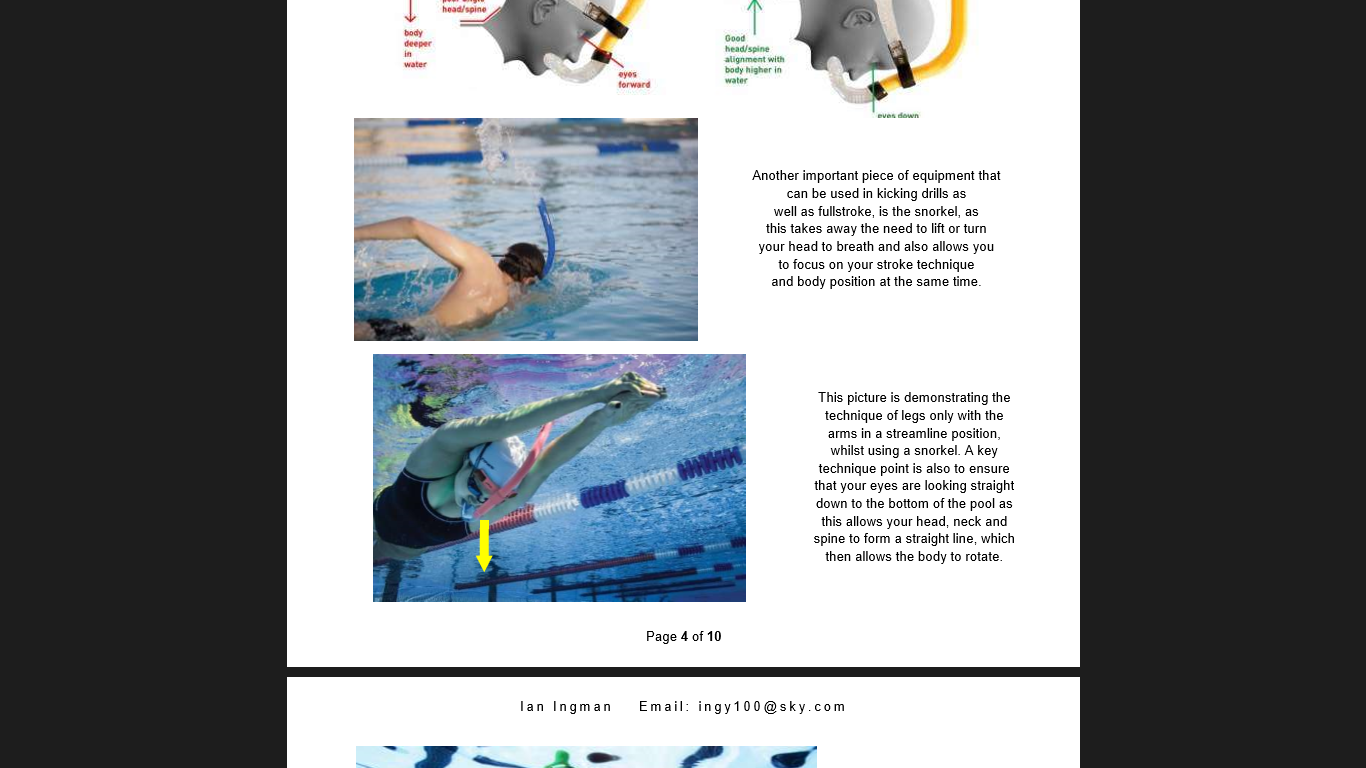 head/spine
body
deeper
in
water
eyes
forward
Good
head/spine
alignment with
body higher in
water
eyes down
Another important piece of equipment that
can be used in kicking drills as
well as fullstroke, is the snorkel, as
this takes away the need to lift or turn
your head to breath and also allows you
to focus on your stroke technique
and body position at the same time.
This picture is demonstrating the
technique of legs only with the
arms in a streamline position,
whilst using a snorkel. A key
technique point is also to ensure
that your eyes are looking straight
down to the bottom of the pool as
this allows your head, neck and
spine to form a straight line, which
then allows the body to rotate.
Page 4 of 10
Ian Ingman Email: ingy100@sky.com